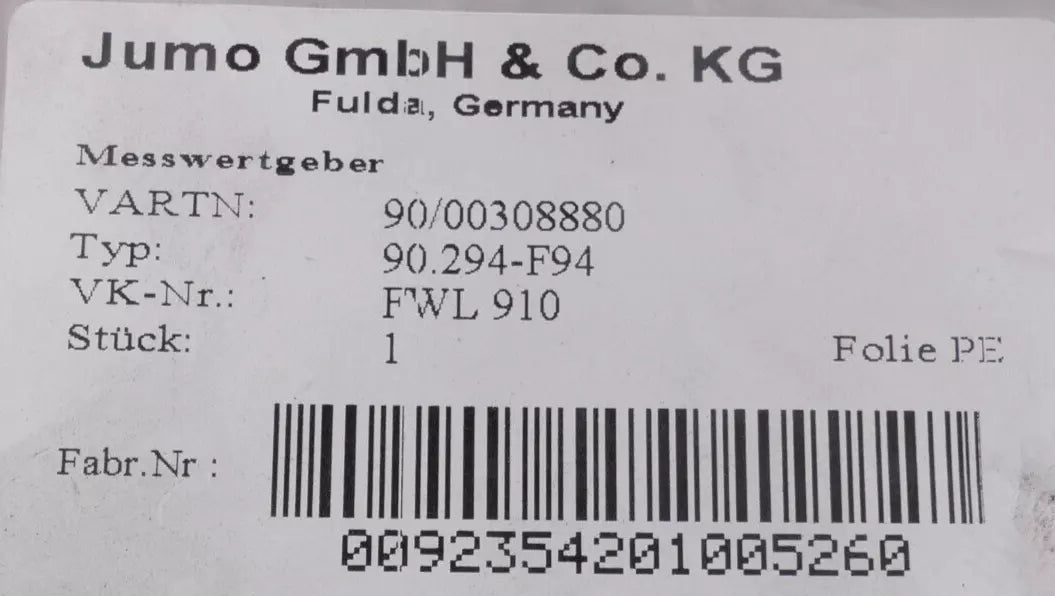 Jumo GmbH & Co. KG
Fulda, Germany
Messwertgeber
VARTN: 90/00308880
Typ: 90.294-F94
VK-Nr.: FWL 910
Stück: 1 Folie PE
Fabr.Nr :
0092354201005260